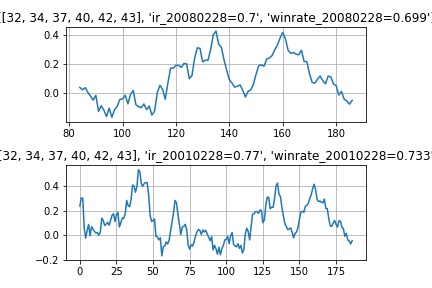 [[32, 34, 37, 40, 42, 43], 'ir_20080228=0.7', 'winrate_20080228=0.699']
0.4
0.2
0.0
80 100 120 140 160 180
[32, 34, 37, 40, 42, 43], 'ir_20010228=0.77', 'winrate_20010228=0.733'
0.4
0.2
0.0
−0.2
0 25 50 75 100 125 150 175